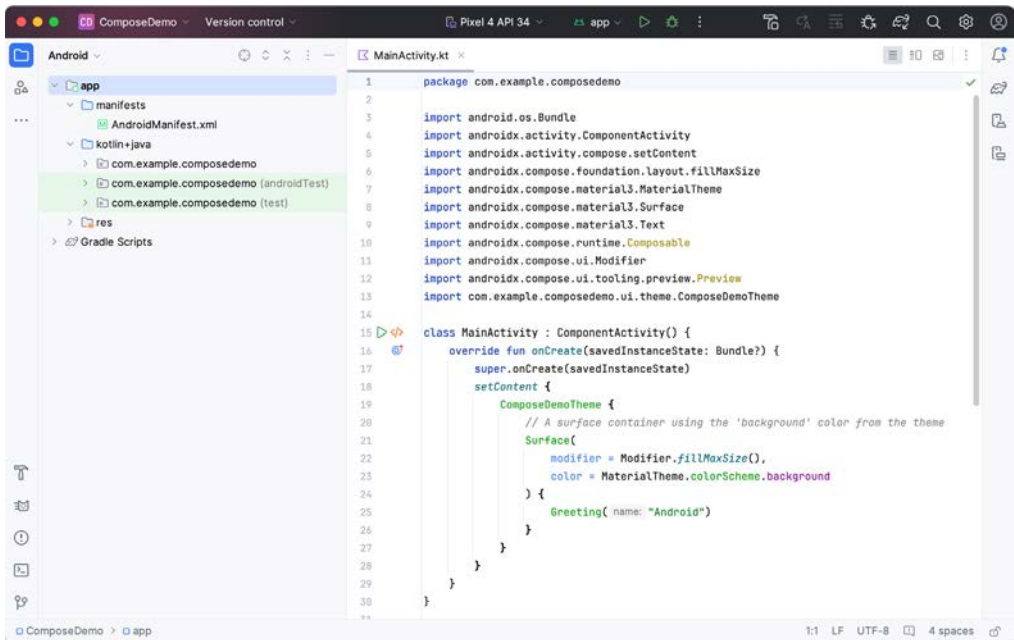 CD ComposeDemo Version control Pixel 4 API 34 app
Android
MainActivity.kt
app
manifests
AndroidManifest.xml
kotlin+java
com.example.composedemo
com.example.composedemo (androidTest)
com.example.composedemo (test)
res
Gradle Scripts
1 package com.example.composedemo
2
3 import android.os.Bundle
4 import androidx.activity.ComponentActivity
5 import androidx.activity.compose.setContent
6 import androidx.compose.foundation.layout.fillMaxSize
7 import androidx.compose.material3.MaterialTheme
8 import androidx.compose.material3.Surface
9 import androidx.compose.material3.Text
10 import androidx.compose.runtime.Composable
11 import androidx.compose.ui.Modifier
12 import androidx.compose.ui.tooling.preview.Preview
13 import com.example.composedemo.ui.theme.ComposeDemoTheme
14
15 class MainActivity : ComponentActivity() {
16 override fun onCreate(savedInstanceState: Bundle?) {
17 super.onCreate(savedInstanceState)
18 setContent {
19 ComposeDemoTheme {
20 // A surface container using the 'background' color from the theme
21 Surface(
22 modifier = Modifier.fillMaxSize(),
23 color = MaterialTheme.colorScheme.background
24 ) {
25 Greeting( name: "Android")
26 }
27 }
28 }
29 }
30 }
ComposeDemo > app
1:1 LF UTF-8 4 spaces